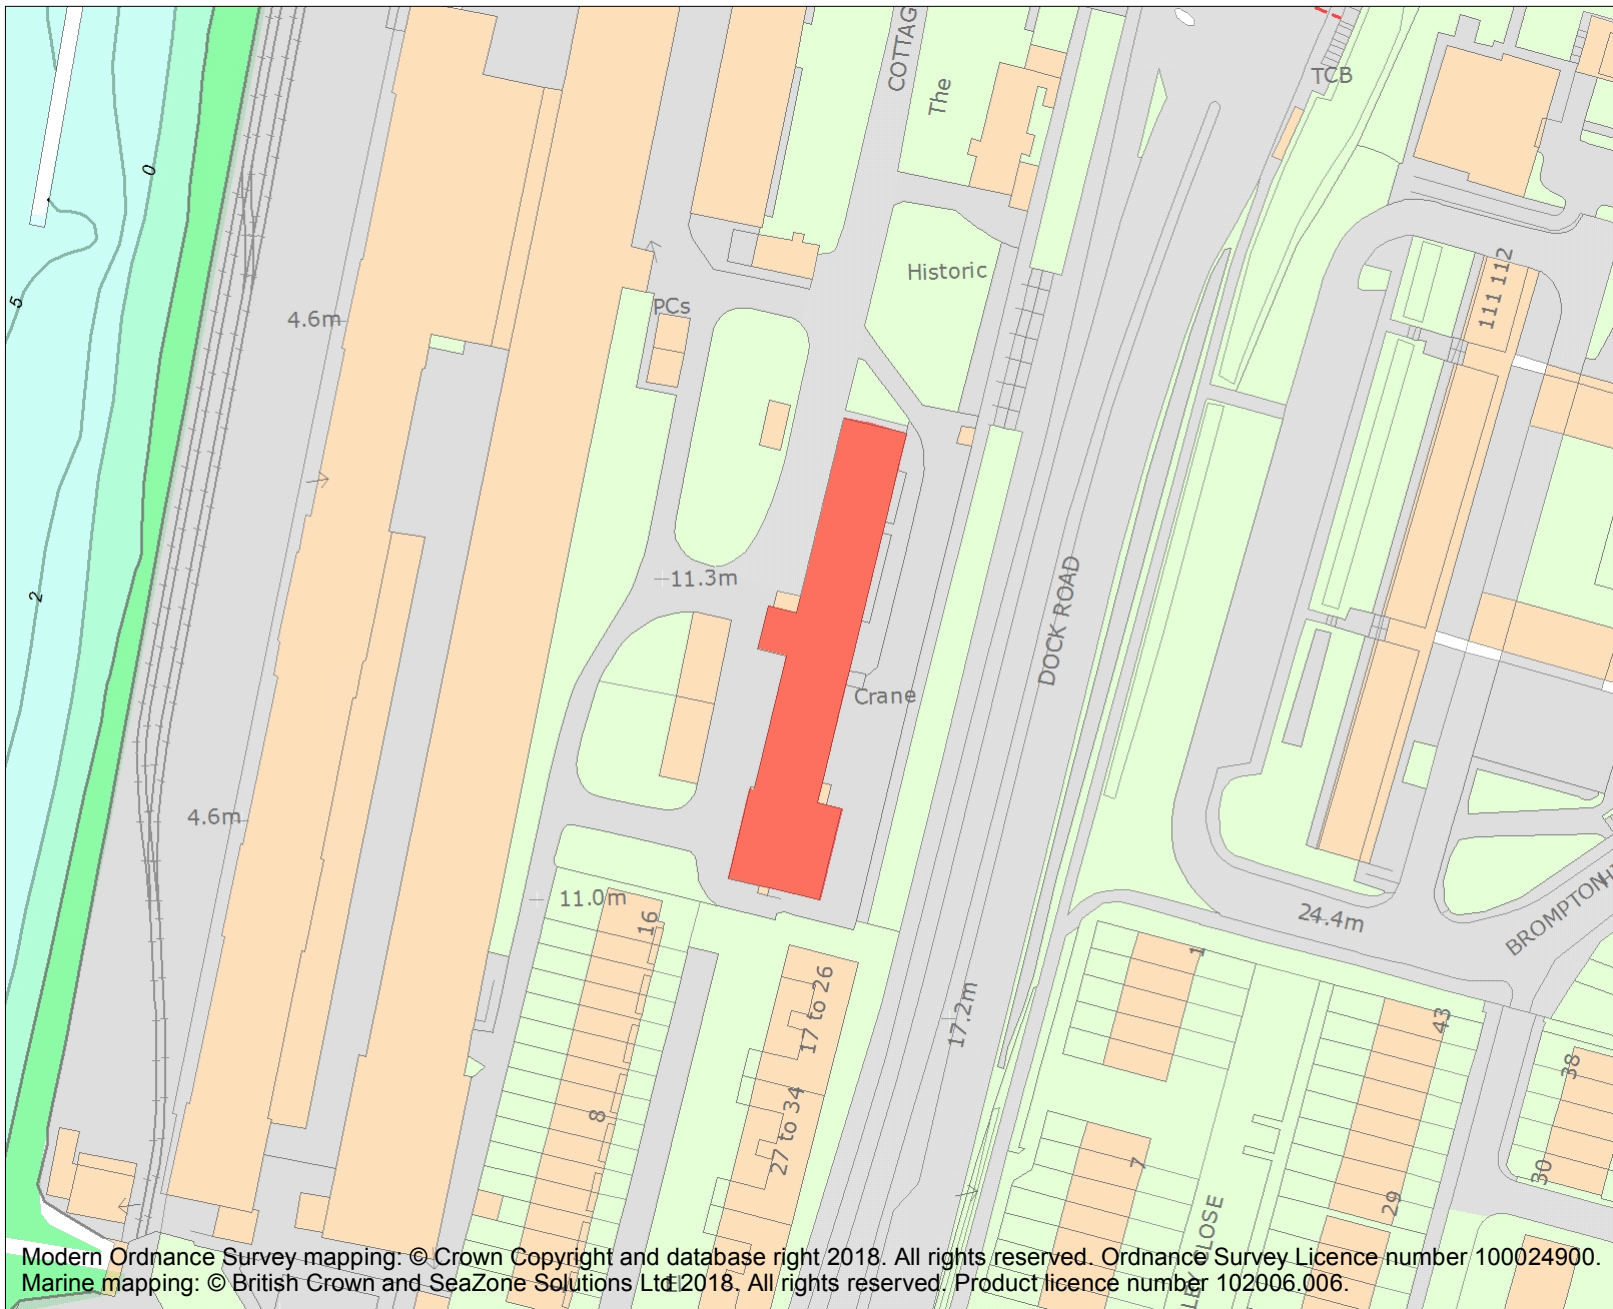 COTTAG
The
TCB
0
Historic
111 112
5
PCs
4.6m
11.3m
2
DOCK ROAD
Crane
4.6m
11.0m
16
24.4m
BROMPTON
1
17 to 26
17.2m
43
38
8
27 to 34
7
30
29
CLOSE
Modern Ordnance Survey mapping: © Crown Copyright and database right 2018. All rights reserved. Ordnance Survey Licence number 100024900.
Marine mapping: © British Crown and SeaZone Solutions Ltd 2018. All rights reserved. Product licence number 102006.006.